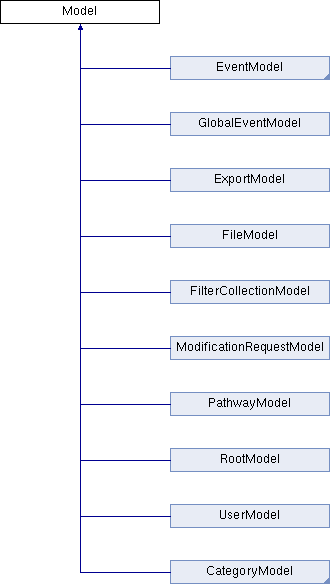 Model
EventModel
GlobalEventModel
ExportModel
FileModel
FilterCollectionModel
ModificationRequestModel
PathwayModel
RootModel
UserModel
CategoryModel